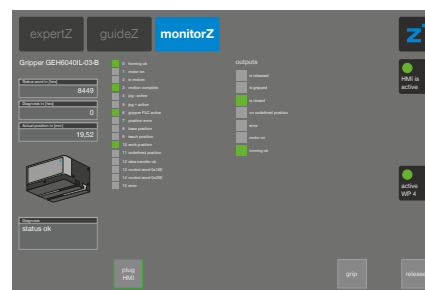 expertZ
guideZ
monitorZ
Gripper GEH6040IL-03-B
Status word in [hex]
8449
Diagnosis in [hex]
0
Actual position in [mm]
19,52
Diagnosis
status ok
0 homing ok
1 motor on
2 in motion
3 motion complete
4 jog - active
5 jog + active
6 gripper PLC active
7 position error
8 base position
9 teach position
10 work position
11 undefined position
12 data transfer ok
13 control word 0x100
14 control word 0x200
15 error
outputs
is released
is gripped
is closed
on undefined position
error
motor on
homing ok
HMI is
active
active
WP 4
plug
HMI
grip
release